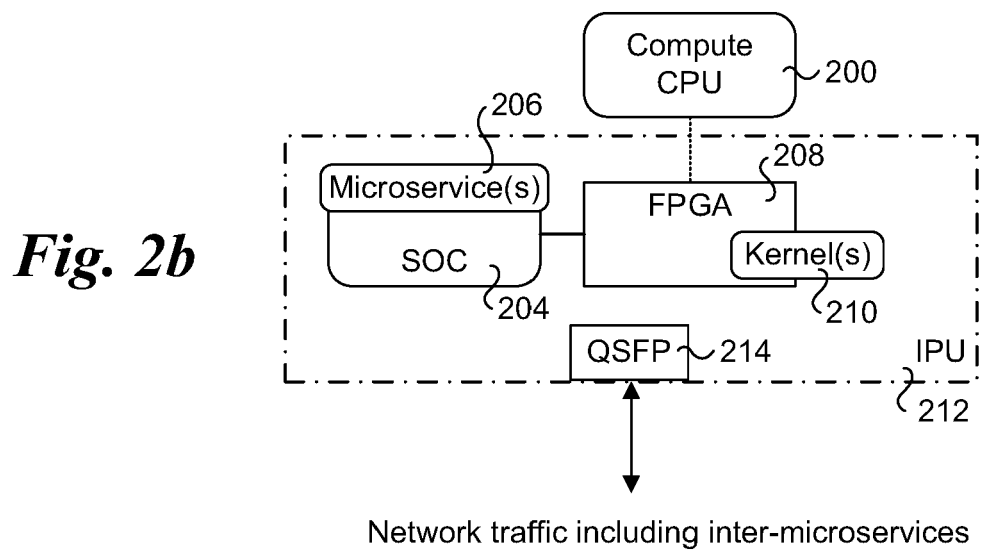 Compute
CPU
200
206
208
Microservice(s)
FPGA
Fig. 2b
SOC
Kernel(s)
204
210
QSFP
214
IPU
212
Network traffic including inter-microservices